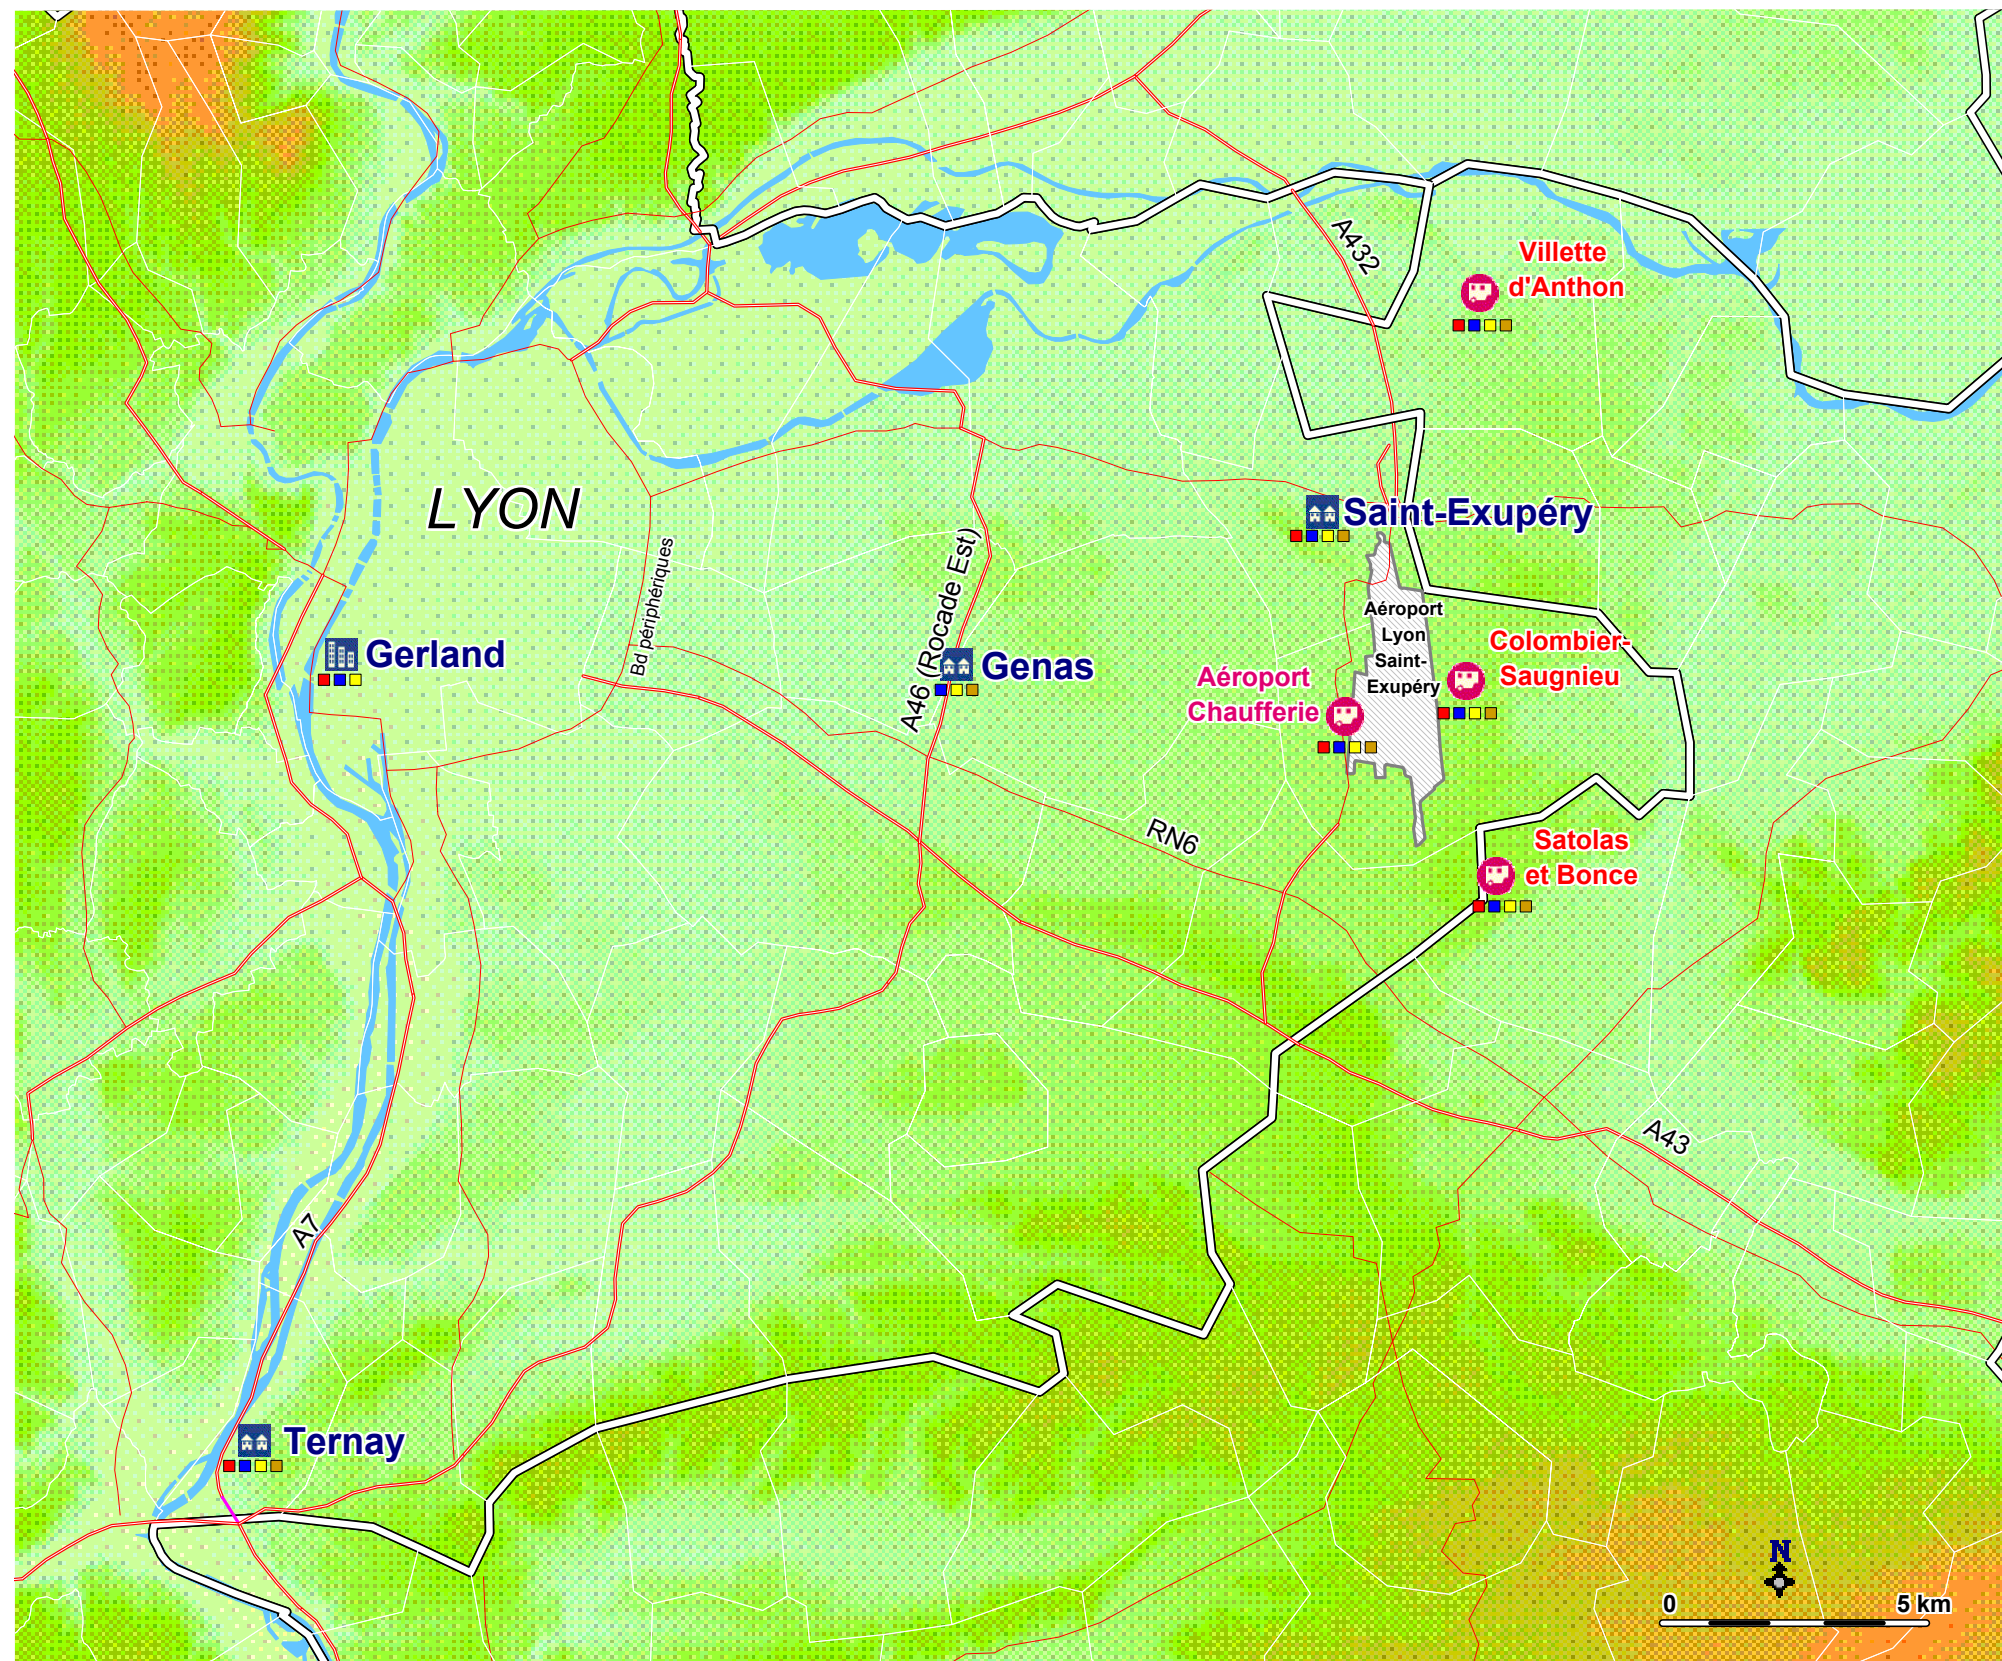 A432
Villette
d'Anthon
LYON
Saint-Exupéry
Bd périphériques
A46 (Rocade Est)
Aéroport
Lyon
Saint-
Exupéry
Gerland
Genas
Colombier-
Saugnieu
Aéroport
Chaufferie
RN6
Satolas
et Bonce
A43
A7
Ternay
N
0 5 km